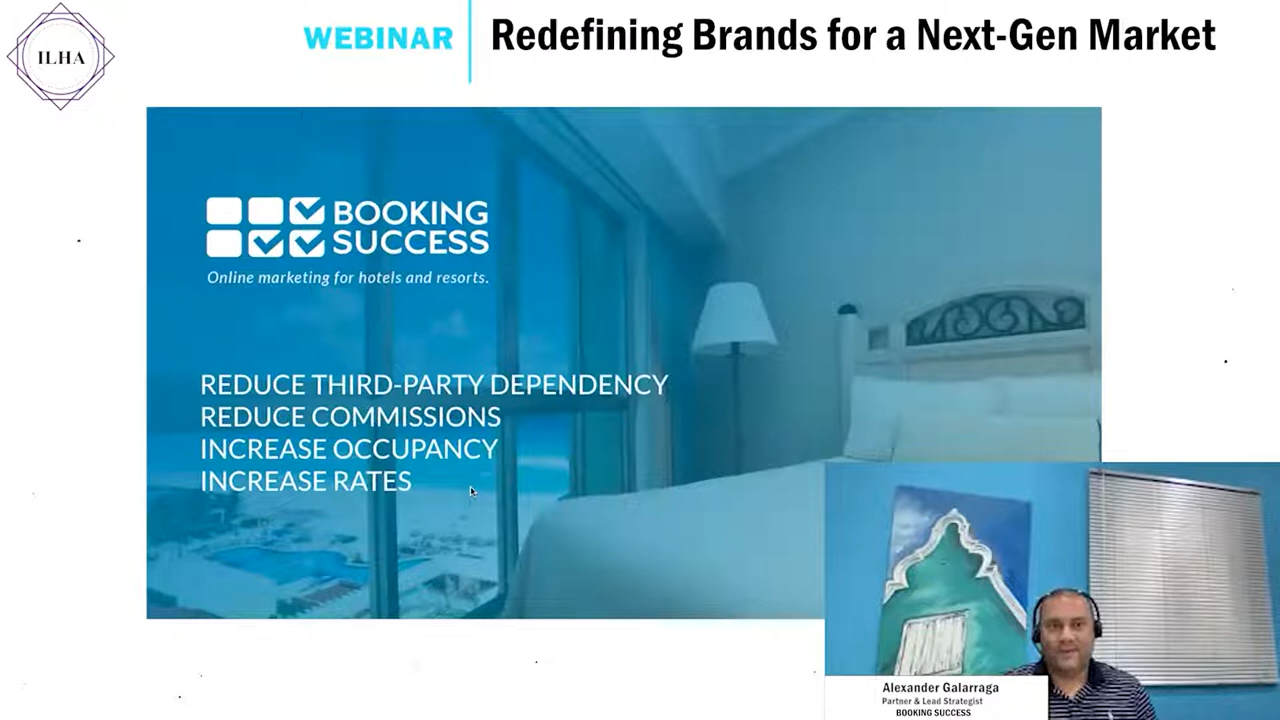 ILHA
WEBINAR
Redefining Brands for a Next-Gen Market
BOOKING
SUCCESS
Online marketing for hotels and resorts.
REDUCE THIRD-PARTY DEPENDENCY
REDUCE COMMISSIONS
INCREASE OCCUPANCY
INCREASE RATES
Alexander Galarraga
Partner & Lead Strategist
BOOKING SUCCESS